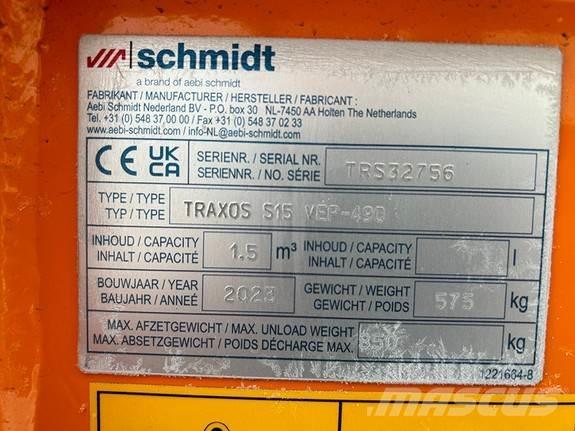 schmidt
a brand of aebi schmidt
FABRIKANT / MANUFACTURER / HERSTELLER / FABRICANT :
Aebi Schmidt Nederland BV - P.O. box 30 NL-7450 AA Holten The Netherlands
Tel. +31 (0) 548 37 00 00 / Fax +31 (0) 548 37 02 33
www.aebi-schmidt.com / info-NL@aebi-schmidt.com
CE UK CA SERIENR. / SERIAL NR. TRS32756
SERIENNR. / NO. SÉRIE
TYPE / TYPE TRAXOS S15 VEP-490
TYP / TYPE
INHOUD / CAPACITY 1.5 m³ INHOUD / CAPACITY l
INHALT / CAPACITY INHALT / CAPACITY
BOUWJAAR / YEAR 2023 GEWICHT / WEIGHT 575 kg
BAUJAHR / ANNEÉ GEWICHT / POIDS
MAX. AFZETGEWICHT / MAX. UNLOAD WEIGHT 850 kg
MAX. ABSETZGEWICHT / POIDS DÉCHARGE MAX.
1221664-8
MASCUS